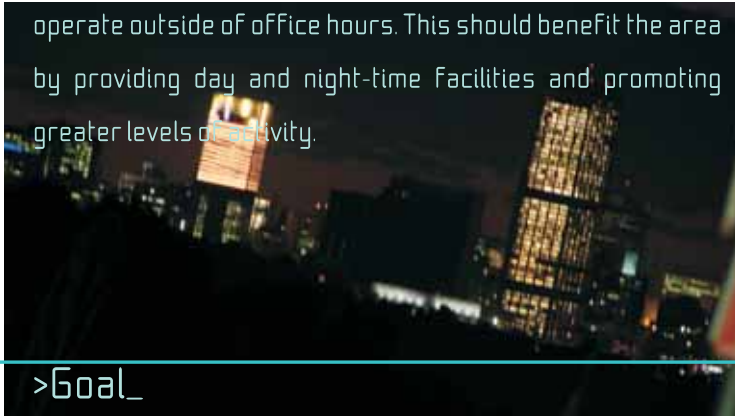 operate outside of office hours. This should benefit the area
by providing day and night-time facilities and promoting
greater levels of activity.
>Goal_